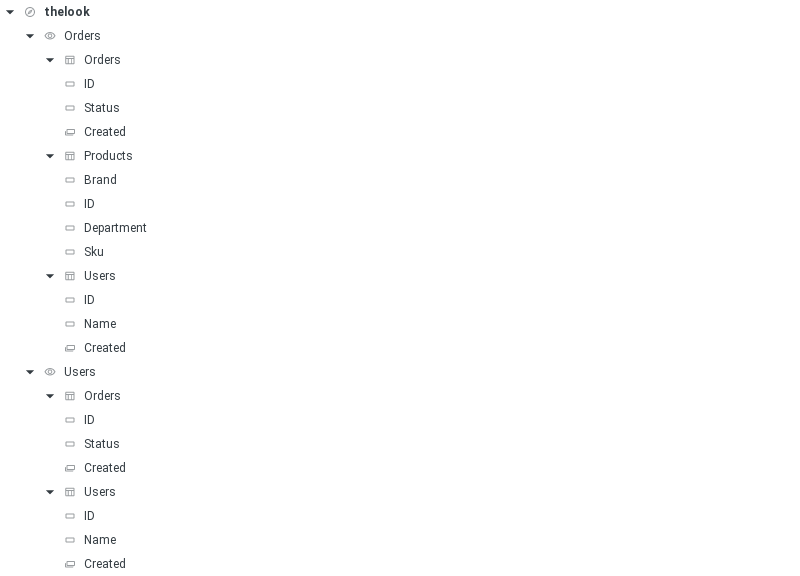 thelook
Orders
Orders
ID
Status
Created
Products
Brand
ID
Department
Sku
Users
ID
Name
Created
Users
Orders
ID
Status
Created
Users
ID
Name
Created